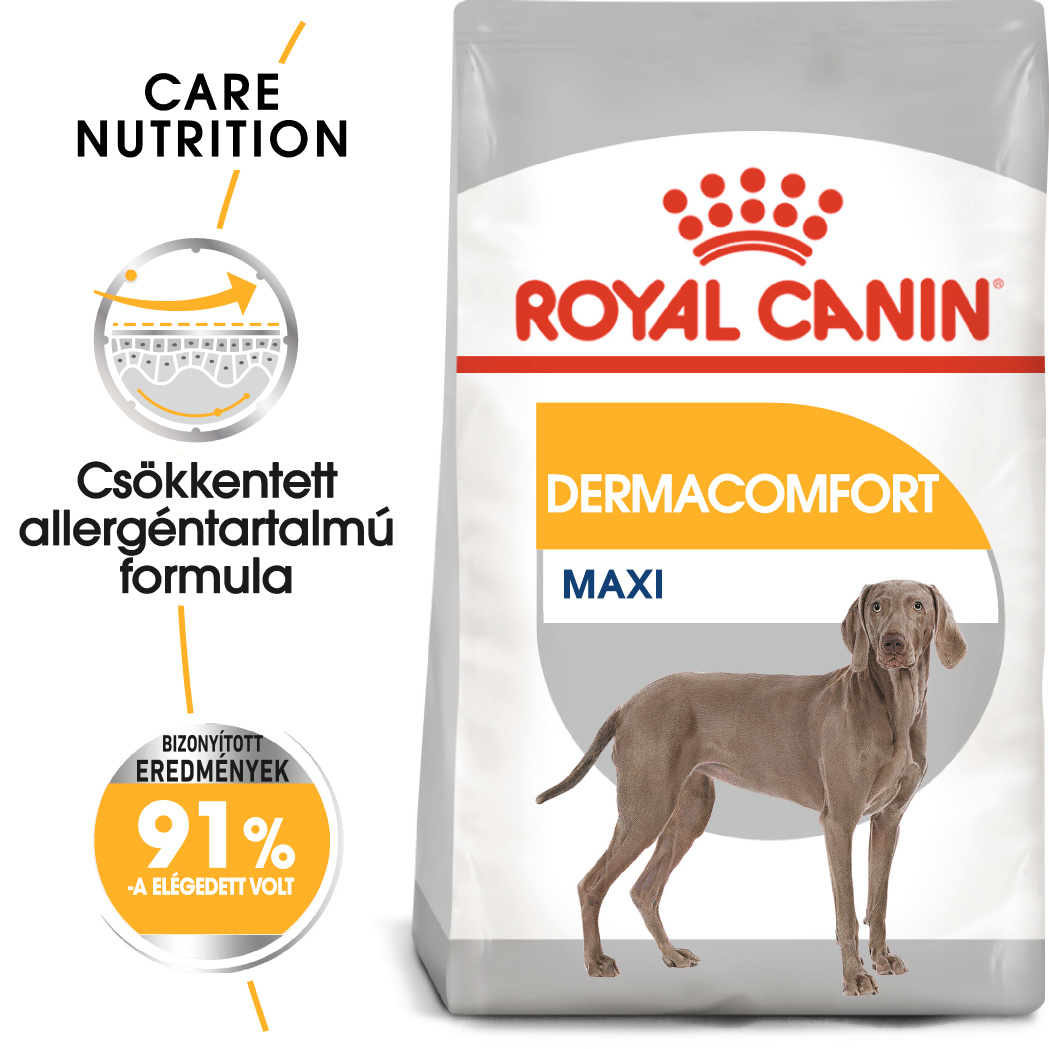 CARE
NUTRITION
Csökkentett
allergéntartalmú
formula
BIZONYÍTOTT
EREDMÉNYEK
91%
-A ELÉGEDETT VOLT
ROYAL CANIN®
DERMACOMFORT
MAXI